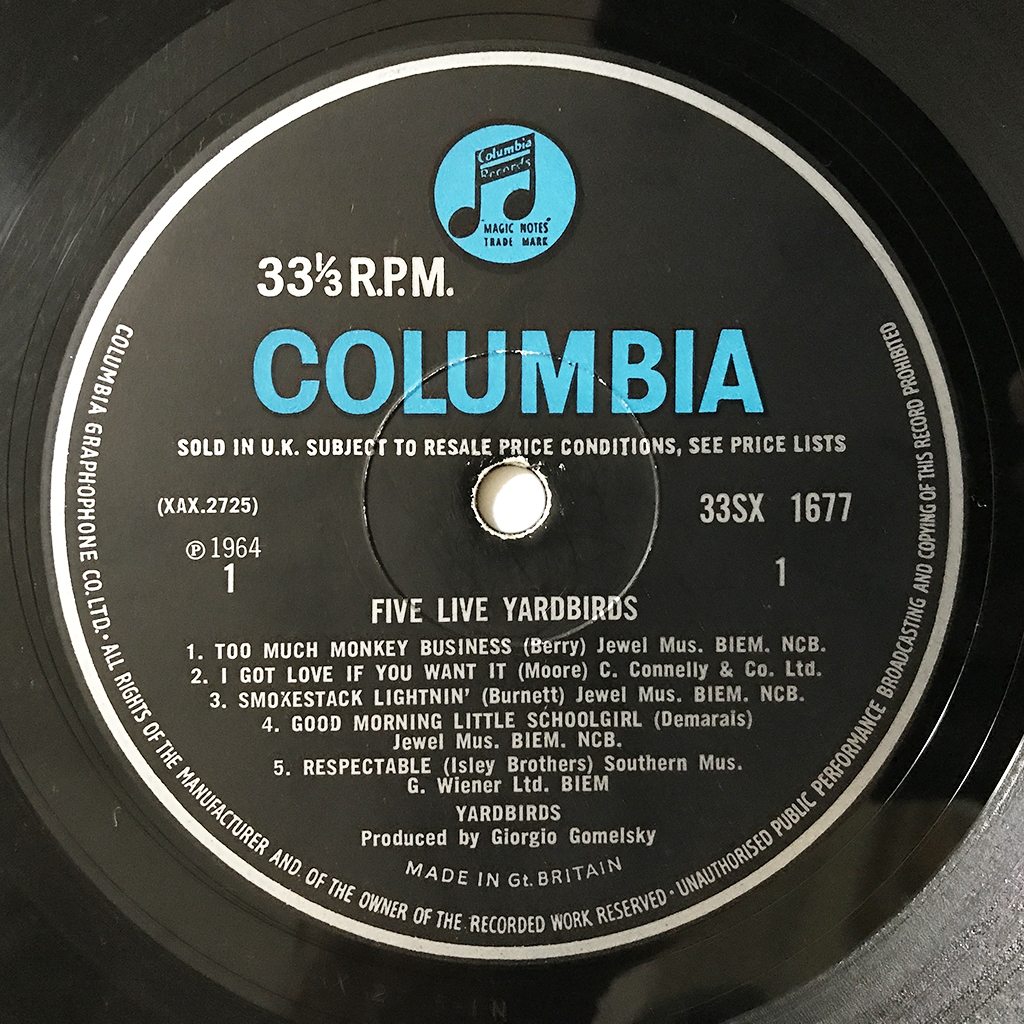 Columbia
Records
"MAGIC NOTES"
TRADE MARK
33⅓ R.P.M.
COLUMBIA
SOLD IN U.K. SUBJECT TO RESALE PRICE CONDITIONS, SEE PRICE LISTS
(XAX.2725)
33SX 1677
℗ 1964
1
1
FIVE LIVE YARDBIRDS
1. TOO MUCH MONKEY BUSINESS (Berry) Jewel Mus. BIEM. NCB.
2. I GOT LOVE IF YOU WANT IT (Moore) C. Connelly & Co. Ltd.
3. SMOKESTACK LIGHTNIN' (Burnett) Jewel Mus. BIEM. NCB.
4. GOOD MORNING LITTLE SCHOOLGIRL (Demarais)
Jewel Mus. BIEM. NCB.
5. RESPECTABLE (Isley Brothers) Southern Mus.
G. Wiener Ltd. BIEM
YARDBIRDS
Produced by Giorgio Gomelsky
MADE IN Gt. BRITAIN
COLUMBIA GRAPHOPHONE CO. LTD. · ALL RIGHTS OF THE MANUFACTURER AND OF THE OWNER OF THE RECORDED WORK RESERVED · UNAUTHORISED PUBLIC PERFORMANCE BROADCASTING AND COPYING OF THIS RECORD PROHIBITED